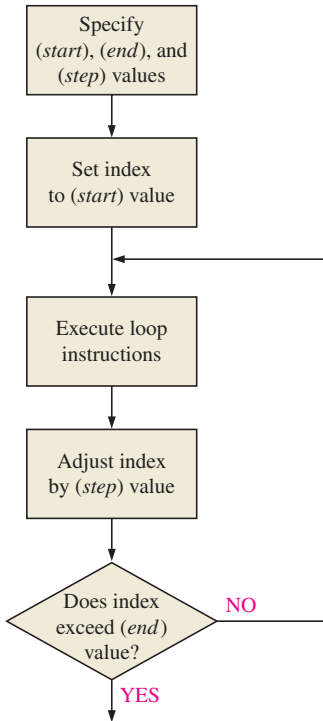 Specify
(start), (end), and
(step) values
Set index
to (start) value
Execute loop
instructions
Adjust index
by (step) value
Does index
exceed (end)
value?
NO
YES